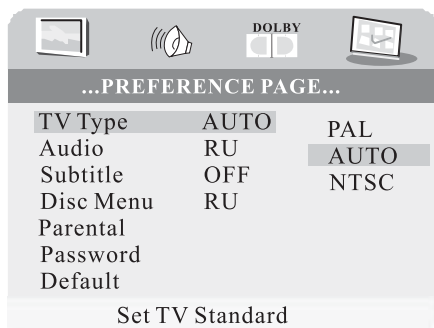 DOLBY
...PREFERENCE PAGE...
TV Type AUTO PAL
Audio RU AUTO
Subtitle OFF NTSC
Disc Menu RU
Parental
Password
Default
Set TV Standard